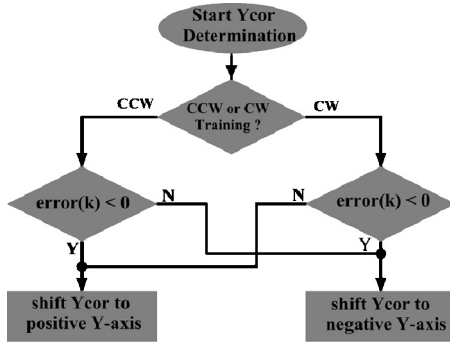 Start Ycor
Determination
CCW or CW
Training ?
CCW
CW
error(k) < 0
N
Y
N
error(k) < 0
Y
shift Ycor to
positive Y-axis
shift Ycor to
negative Y-axis